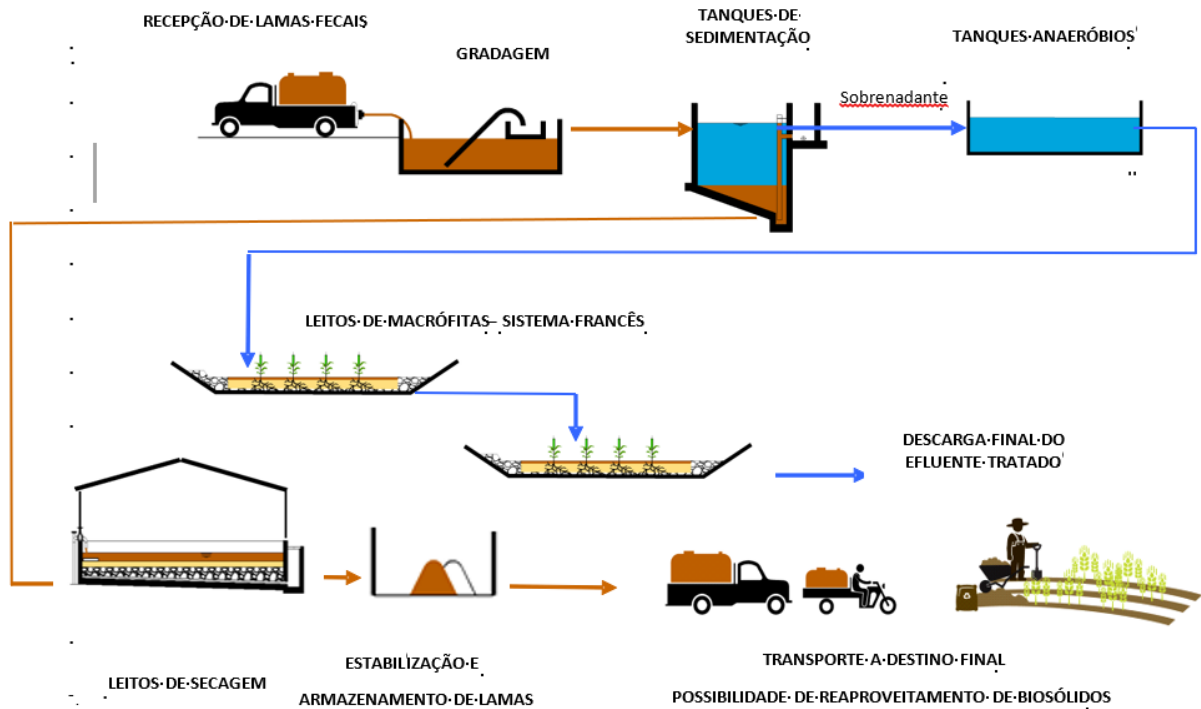 RECEPÇÃO·DE·LAMAS·FECAIS
GRADAGEM
TANQUES·DE·
SEDIMENTAÇÃO
TANQUES·ANAERÓBIOS
Sobrenadante
LEITOS·DE·MACRÓFITAS–·SISTEMA·FRANCÊS
DESCARGA·FINAL·DO
EFLUENTE·TRATADO
LEITOS·DE·SECAGEM
ESTABILIZAÇÃO·E
ARMAZENAMENTO·DE·LAMAS
TRANSPORTE·A·DESTINO·FINAL
POSSIBILIDADE·DE·REAPROVEITAMENTO·DE·BIOSÓLIDOS